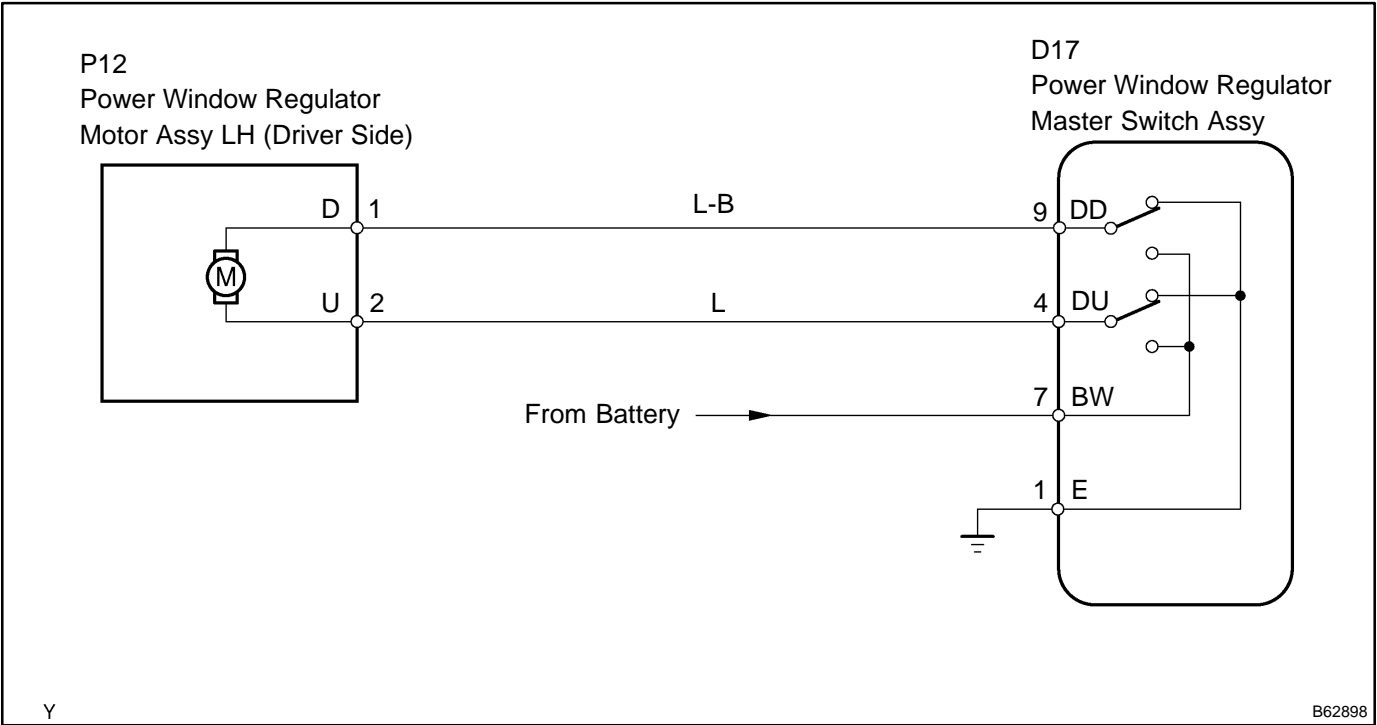 P12
Power Window Regulator
Motor Assy LH (Driver Side)
D17
Power Window Regulator
Master Switch Assy
D 1 L-B 9 DD
M
U 2 L 4 DU
From Battery 7 BW
1 E
Y B62898